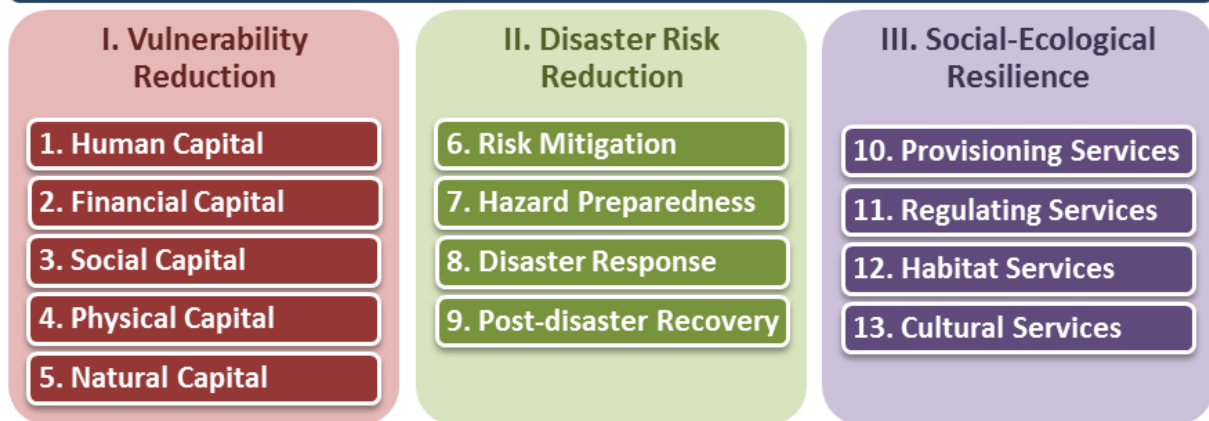 I. Vulnerability
Reduction
1. Human Capital
2. Financial Capital
3. Social Capital
4. Physical Capital
5. Natural Capital
II. Disaster Risk
Reduction
6. Risk Mitigation
7. Hazard Preparedness
8. Disaster Response
9. Post-disaster Recovery
III. Social-Ecological
Resilience
10. Provisioning Services
11. Regulating Services
12. Habitat Services
13. Cultural Services